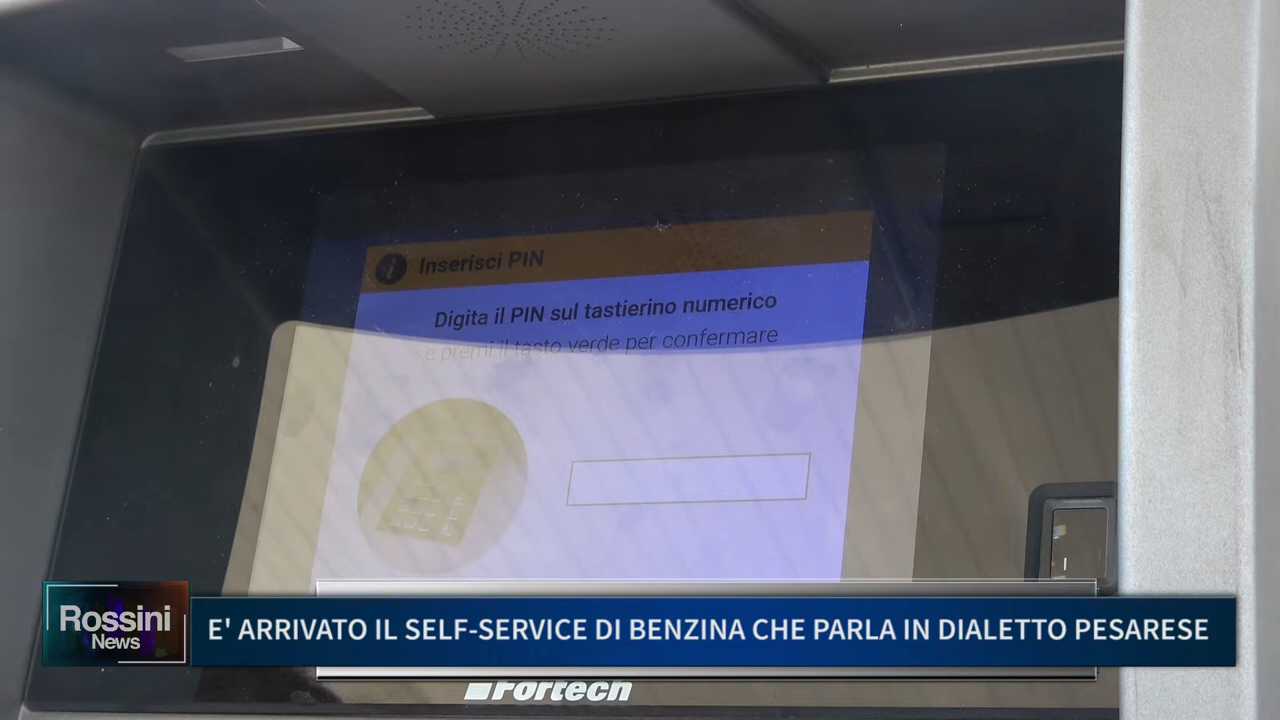 Inserisci PIN
Digita il PIN sul tastierino numerico
e premi il tasto verde per confermare
Rossini
News
E' ARRIVATO IL SELF-SERVICE DI BENZINA CHE PARLA IN DIALETTO PESARESE
Fortech